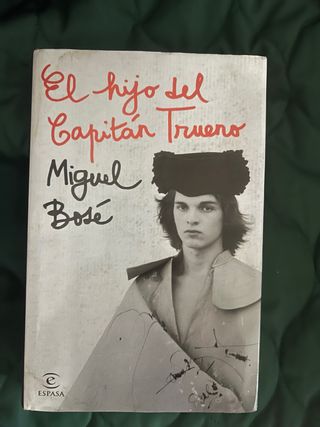 El hijo del
Capitán Trueno
Miguel
Bosé
e
ESPASA